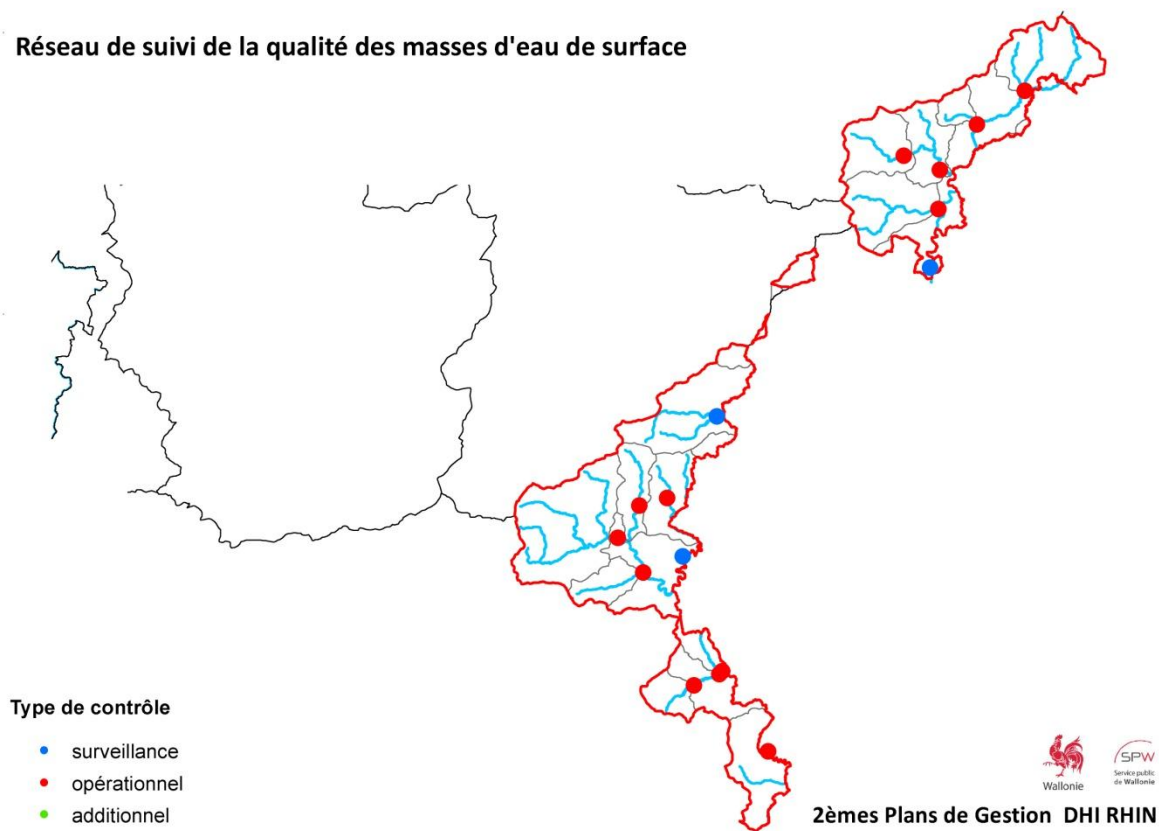 Réseau de suivi de la qualité des masses d'eau de surface
Type de contrôle
surveillance
opérationnel
additionnel
Wallonie
SPW
Service public
de Wallonie
2èmes Plans de Gestion DHI RHIN